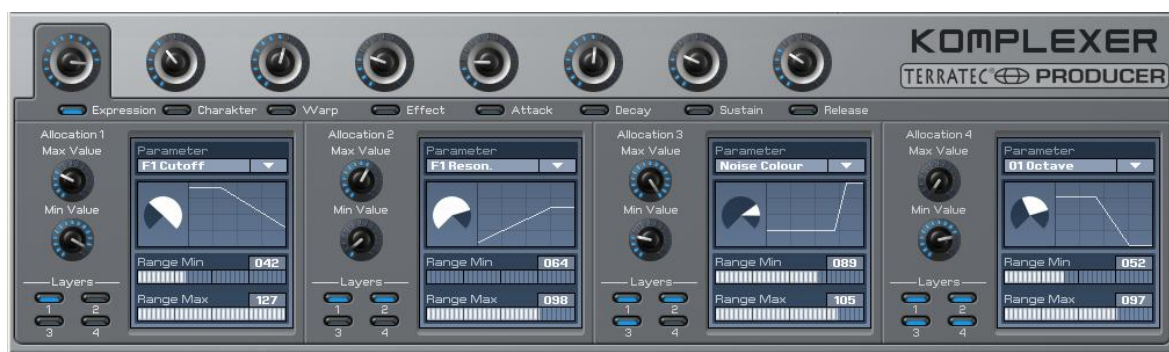 KOMPLEXER
TERRATEC PRODUCER
Expression Charakter Warp Effect Attack Decay Sustain Release
Allocation 1
Max Value
Min Value
Layers
1 2
3 4
Parameter
F1 Cutoff
Range Min 042
Range Max 127
Allocation 2
Max Value
Min Value
Layers
1 2
3 4
Parameter
F1 Reson.
Range Min 064
Range Max 098
Allocation 3
Max Value
Min Value
Layers
1 2
3 4
Parameter
Noise Colour
Range Min 089
Range Max 105
Allocation 4
Max Value
Min Value
Layers
1 2
3 4
Parameter
O1 Octave
Range Min 052
Range Max 097